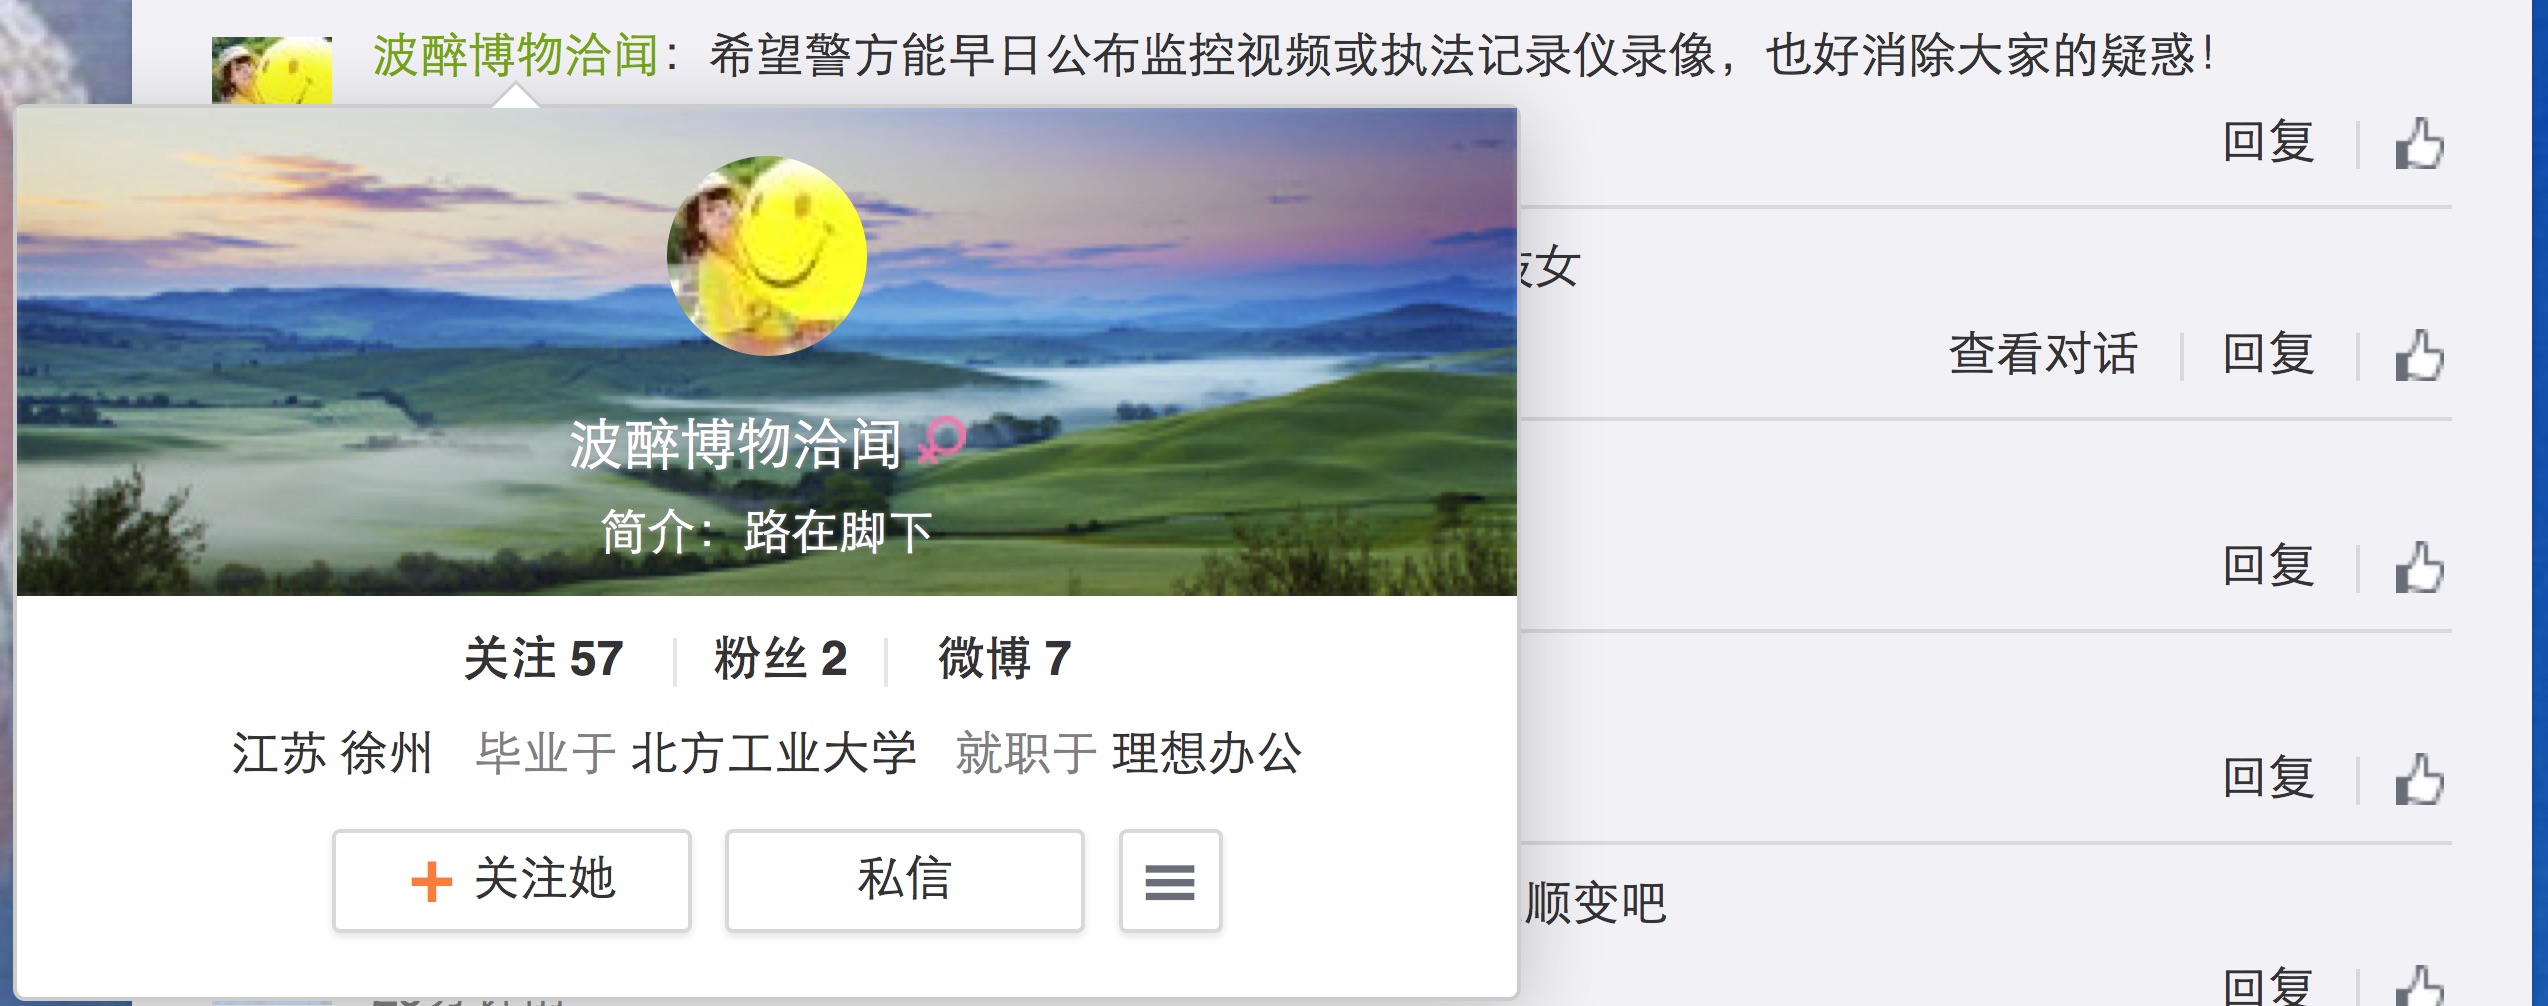 波醉博物洽闻：希望警方能早日公布监控视频或执法记录仪录像，也好消除大家的疑惑！
回复
女
查看对话 回复
波醉博物洽闻
简介：路在脚下
回复
关注 57 粉丝 2 微博 7
江苏 徐州 毕业于 北方工业大学 就职于 理想办公
回复
+ 关注她 私信
顺变吧
回复